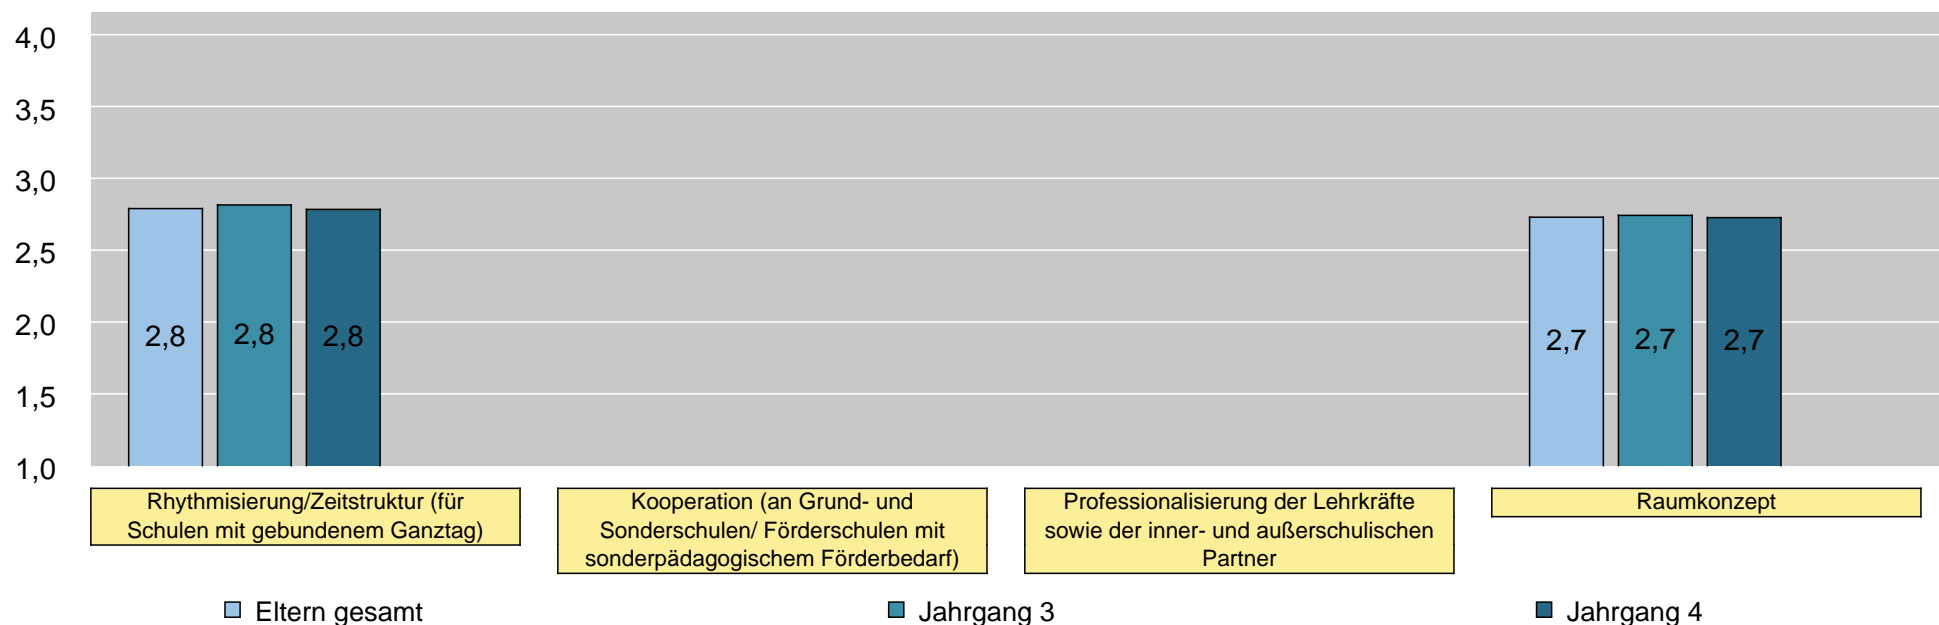 4,0
3,5
3,0
2,5
2,0
1,5
1,0
2,8
2,8
2,8
2,7
2,7
2,7
Rhythmisierung/Zeitstruktur (für
Schulen mit gebundenem Ganztag)
Kooperation (an Grund- und
Sonderschulen/ Förderschulen mit
sonderpädagogischem Förderbedarf)
Professionalisierung der Lehrkräfte
sowie der inner- und außerschulischen
Partner
Raumkonzept
Eltern gesamt
Jahrgang 3
Jahrgang 4